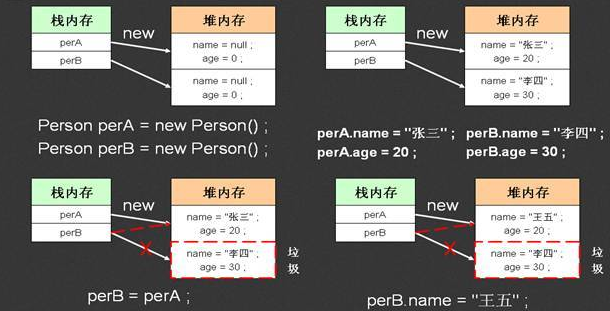 栈内存
堆内存
new
perA
perB
name = null ;
age = 0 ;
name = null ;
age = 0 ;
Person perA = new Person() ;
Person perB = new Person() ;
栈内存
堆内存
new
perA
perB
name = "张三" ;
age = 20 ;
name = "李四" ;
age = 30 ;
perA.name = "张三" ; perB.name = "李四" ;
perA.age = 20 ; perB.age = 30 ;
栈内存
堆内存
new
perA
perB
name = "张三" ;
age = 20 ;
name = "李四" ;
age = 30 ;
垃
圾
perB = perA ;
栈内存
堆内存
new
perA
perB
name = "王五" ;
age = 20 ;
name = "李四" ;
age = 30 ;
垃
圾
perB.name = "王五" ;